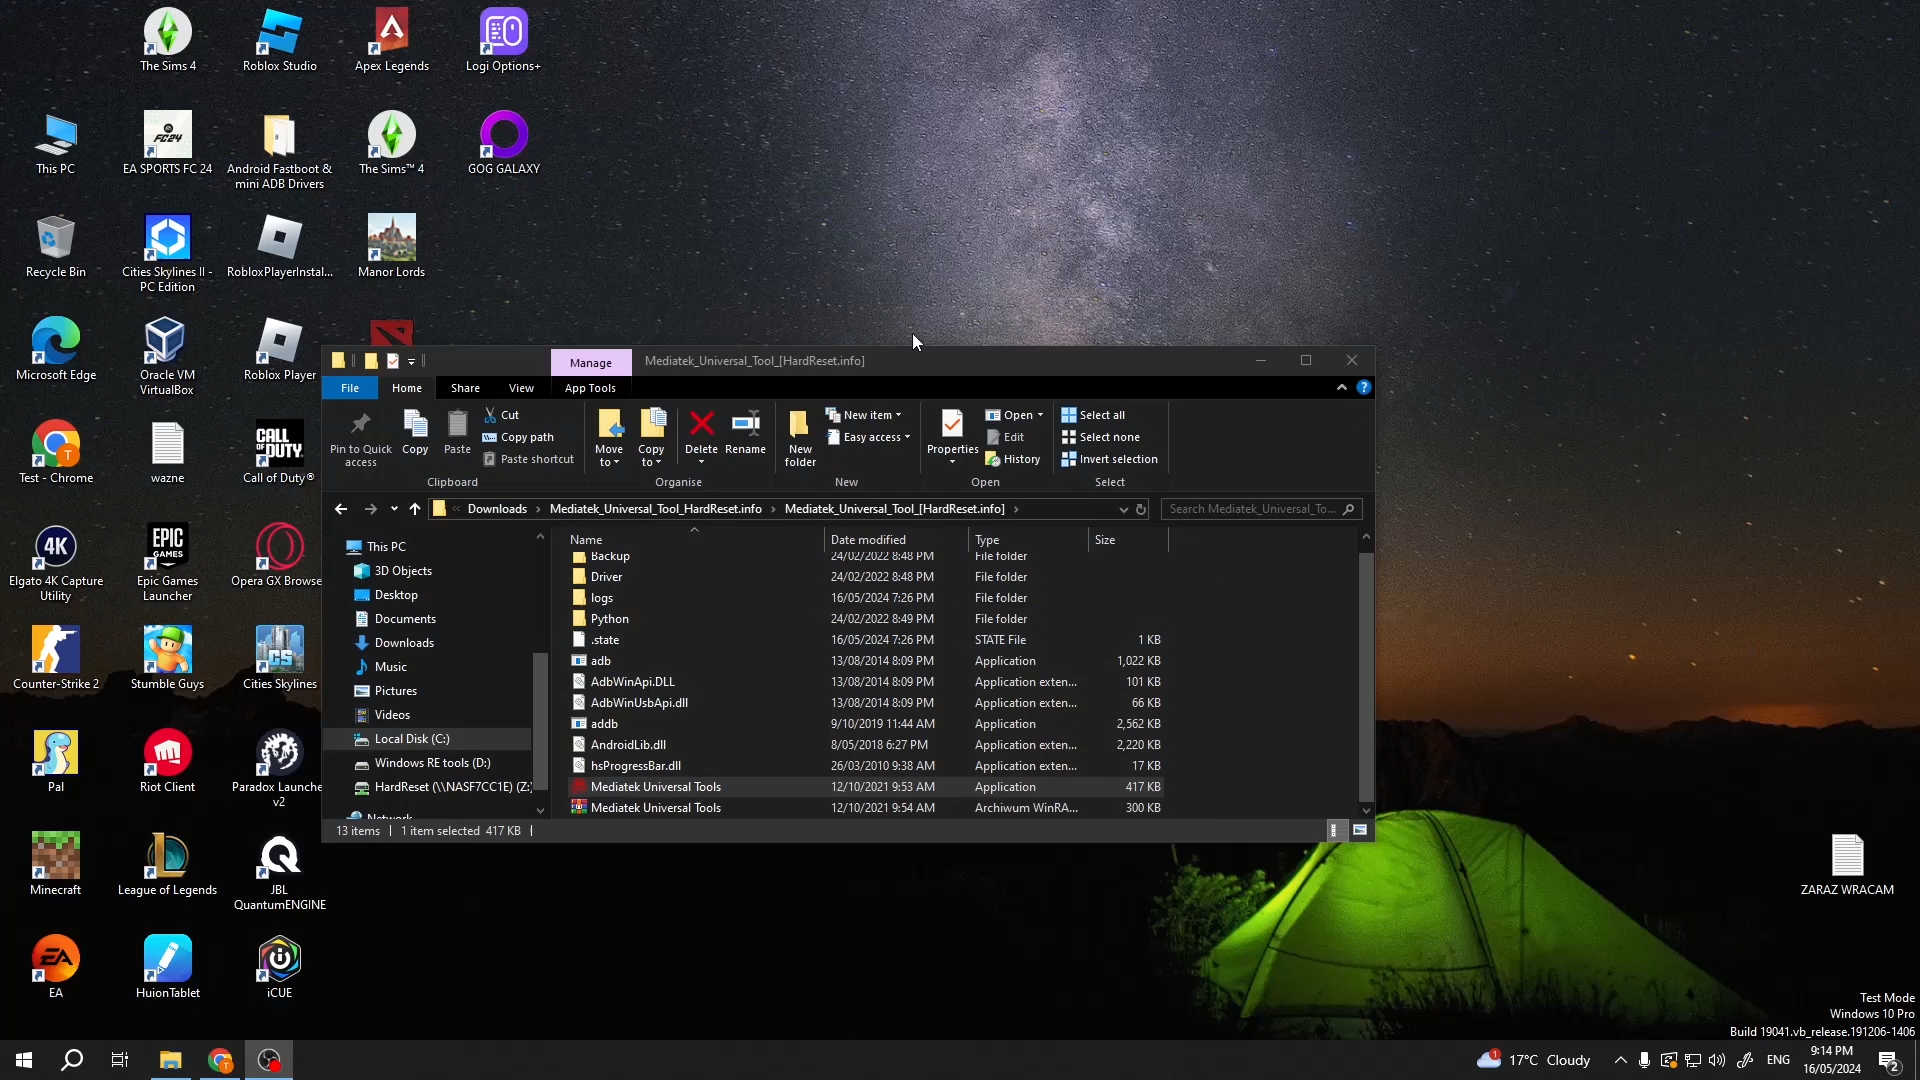 The Sims 4
Roblox Studio
Apex Legends
Logi Options+
This PC
EA SPORTS FC 24
Android Fastboot &
mini ADB Drivers
The Sims™ 4
GOG GALAXY
Recycle Bin
Cities Skylines II -
PC Edition
RobloxPlayerInstal...
Manor Lords
Microsoft Edge
Oracle VM
VirtualBox
Roblox Player
Test - Chrome
wazne
Call of Duty®
Elgato 4K Capture
Utility
Epic Games
Launcher
Opera GX Browse
Counter-Strike 2
Stumble Guys
Cities Skylines
Pal
Riot Client
Paradox Launche
v2
Minecraft
League of Legends
JBL
QuantumENGINE
EA
HuionTablet
iCUE
Manage
Mediatek_Universal_Tool_[HardReset.info]
File
Home
Share
View
App Tools
Pin to Quick
access
Copy
Paste
Cut
Copy path
Paste shortcut
Clipboard
Move
to
Copy
to
Delete
Rename
Organise
New
folder
New item
Easy access
New
Properties
Open
Edit
History
Open
Select all
Select none
Invert selection
Select
Downloads
Mediatek_Universal_Tool_HardReset.info
Mediatek_Universal_Tool_[HardReset.info]
Search Mediatek_Universal_To...
This PC
3D Objects
Desktop
Documents
Downloads
Music
Pictures
Videos
Local Disk (C:)
Windows RE tools (D:)
HardReset (\\NASF7CC1E) (Z:)
Network
Name Date modified Type Size
Backup 24/02/2022 8:48 PM File folder
Driver 24/02/2022 8:48 PM File folder
logs 16/05/2024 7:26 PM File folder
Python 24/02/2022 8:49 PM File folder
.state 16/05/2024 7:26 PM STATE File 1 KB
adb 13/08/2014 8:09 PM Application 1,022 KB
AdbWinApi.DLL 13/08/2014 8:09 PM Application exten... 101 KB
AdbWinUsbApi.dll 13/08/2014 8:09 PM Application exten... 66 KB
addb 9/10/2019 11:44 AM Application 2,562 KB
AndroidLib.dll 8/05/2018 6:27 PM Application exten... 2,220 KB
hsProgressBar.dll 26/03/2010 9:38 AM Application exten... 17 KB
Mediatek Universal Tools 12/10/2021 9:53 AM Application 417 KB
Mediatek Universal Tools 12/10/2021 9:54 AM Archiwum WinRA... 300 KB
13 items 1 item selected 417 KB
ZARAZ WRACAM
Test Mode
Windows 10 Pro
Build 19041.vb_release.191206-1406
17°C Cloudy
ENG
9:14 PM
16/05/2024
2
1
FC24
CALL
OF DUTY
4K
EPIC
GAMES
CS
EA